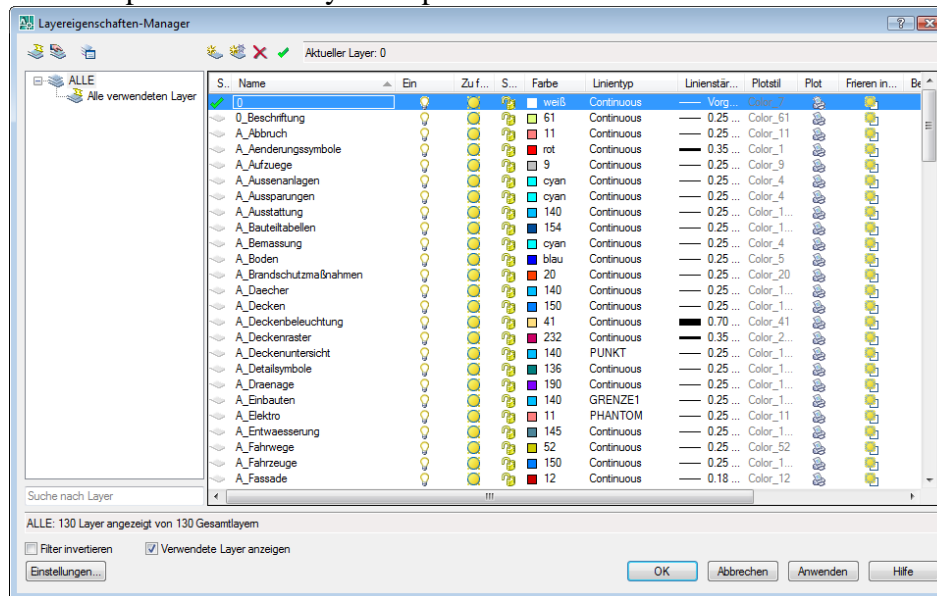 Layereigenschaften-Manager
Aktueller Layer: 0
ALLE
Alle verwendeten Layer
S.. Name Ein Zu f... S... Farbe Linientyp Linienstär... Plotstil Plot Frieren in... Be
0 weiß Continuous Vorg...
0_Beschriftung 61 Continuous 0.25 ... Color_61
A_Abbruch 11 Continuous 0.25 ... Color_11
A_Aenderungssymbole rot Continuous 0.35 ... Color_1
A_Aufzuege 9 Continuous 0.25 ... Color_9
A_Aussenanlagen cyan Continuous 0.25 ... Color_4
A_Aussparungen cyan Continuous 0.25 ... Color_4
A_Ausstattung 140 Continuous 0.25 ... Color_1...
A_Bauteiltabellen 154 Continuous 0.25 ... Color_1...
A_Bemassung cyan Continuous 0.25 ... Color_4
A_Boden blau Continuous 0.25 ... Color_5
A_Brandschutzmaßnahmen 20 Continuous 0.25 ... Color_20
A_Daecher 140 Continuous 0.25 ... Color_1...
A_Decken 150 Continuous 0.25 ... Color_1...
A_Deckenbeleuchtung 41 Continuous 0.70 ... Color_41
A_Deckenraster 232 Continuous 0.35 ... Color_2...
A_Deckenuntersicht 140 PUNKT 0.25 ... Color_1...
A_Detailsymbole 136 Continuous 0.25 ... Color_1...
A_Draenage 190 Continuous 0.25 ... Color_1...
A_Einbauten 140 GRENZE1 0.25 ... Color_1...
A_Elektro 11 PHANTOM 0.25 ... Color_11
A_Entwaesserung 145 Continuous 0.25 ... Color_1...
A_Fahrwege 52 Continuous 0.25 ... Color_52
A_Fahrzeuge 150 Continuous 0.25 ... Color_1...
A_Fassade 12 Continuous 0.18 ... Color_12
Suche nach Layer
ALLE: 130 Layer angezeigt von 130 Gesamtlayern
Filter invertieren Verwendete Layer anzeigen
Einstellungen... OK Abbrechen Anwenden Hilfe